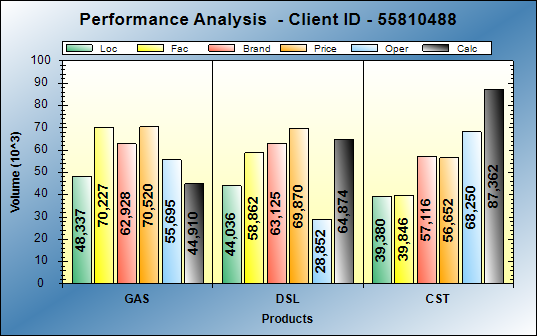 Performance Analysis - Client ID - 55810488
Loc Fac Brand Price Oper Calc
Volume (10^3)
100
90
80
70
60
50
40
30
20
10
0
48,337 70,227 62,928 70,520 55,695 44,910
44,036 58,862 63,125 69,870 28,852 64,874
39,380 39,846 57,116 56,652 68,250 87,362
GAS DSL CST
Products